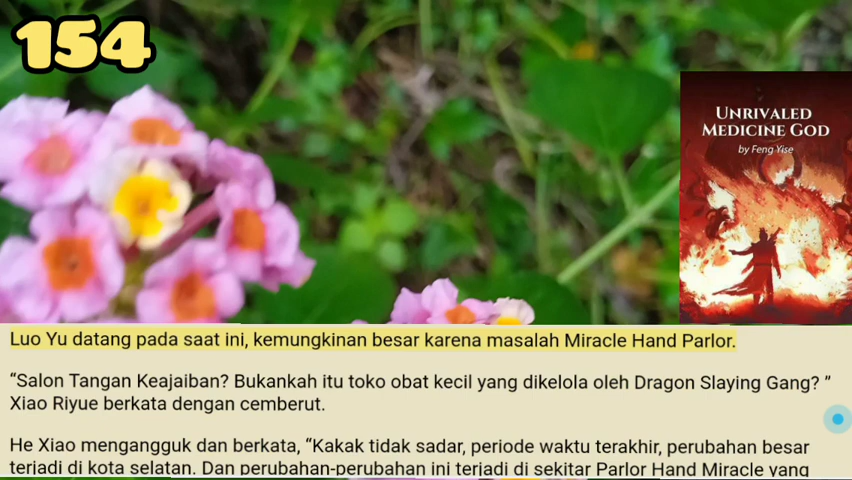 154
UNRIVALED
MEDICINE GOD
by Feng Yise
Luo Yu datang pada saat ini, kemungkinan besar karena masalah Miracle Hand Parlor.
“Salon Tangan Keajaiban? Bukankah itu toko obat kecil yang dikelola oleh Dragon Slaying Gang? ”
Xiao Riyue berkata dengan cemberut.
He Xiao mengangguk dan berkata, “Kakak tidak sadar, periode waktu terakhir, perubahan besar
terjadi di kota selatan. Dan perubahan-perubahan ini terjadi di sekitar Parlor Hand Miracle yang